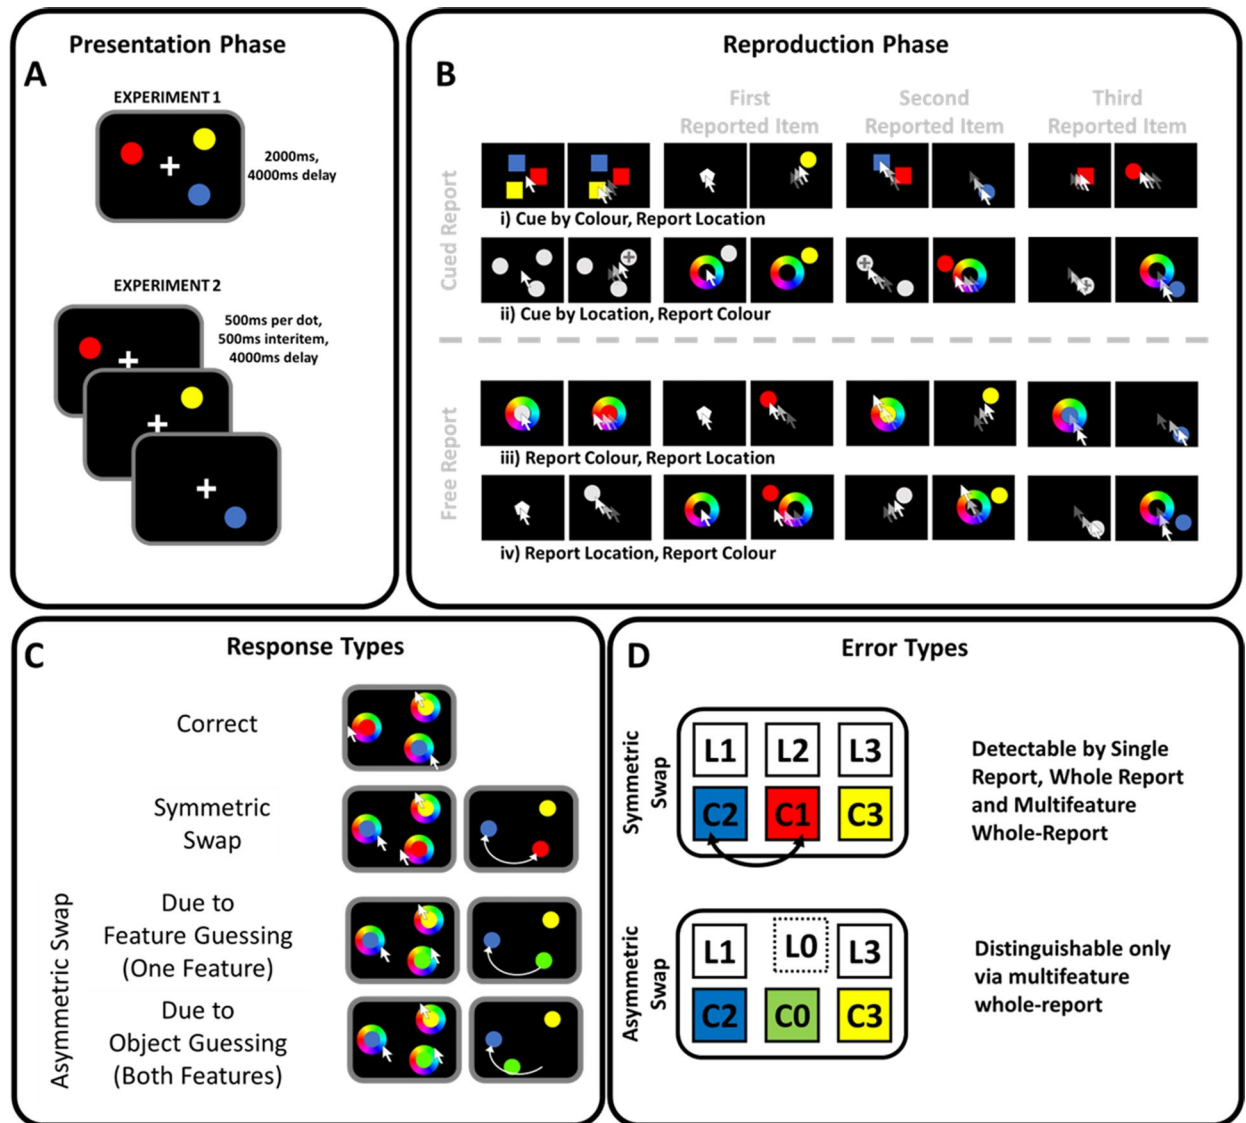 Presentation Phase
A
EXPERIMENT 1
2000ms,
4000ms delay
EXPERIMENT 2
500ms per dot,
500ms interitem,
4000ms delay
Reproduction Phase
B
First
Reported Item
Second
Reported Item
Third
Reported Item
Cued Report
i) Cue by Colour, Report Location
ii) Cue by Location, Report Colour
Free Report
iii) Report Colour, Report Location
iv) Report Location, Report Colour
C
Response Types
Correct
Symmetric
Swap
Asymmetric Swap
Due to
Feature Guessing
(One Feature)
Due to
Object Guessing
(Both Features)
D
Error Types
Symmetric
Swap
L1 L2 L3
C2 C1 C3
Detectable by Single
Report, Whole Report
and Multifeature
Whole-Report
Asymmetric
Swap
L1 L0 L3
C2 C0 C3
Distinguishable only
via multifeature
whole-report